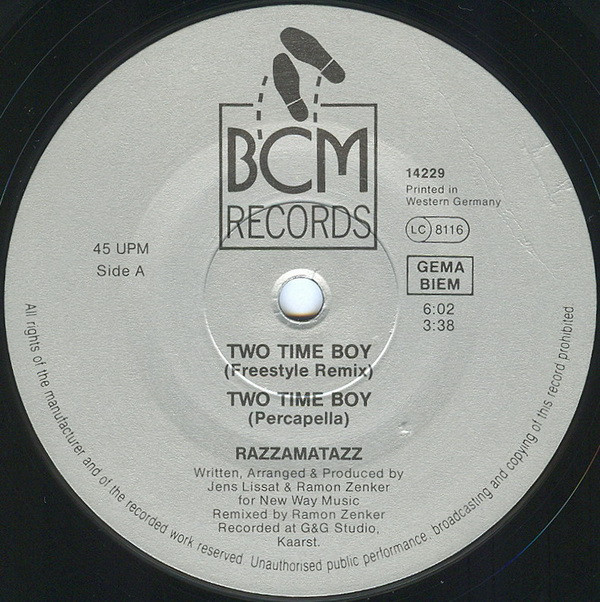 BCM
RECORDS
14229
Printed in
Western Germany
LC 8116
GEMA
BIEM
6:02
3:38
45 UPM
Side A
TWO TIME BOY
(Freestyle Remix)
TWO TIME BOY
(Percapella)
RAZZAMATAZZ
Written, Arranged & Produced by
Jens Lissat & Ramon Zenker
for New Way Music
Remixed by Ramon Zenker
Recorded at G&G Studio,
Kaarst.
All rights of the manufacturer and of the recorded work reserved. Unauthorised public performance, broadcasting and copying of this record prohibited